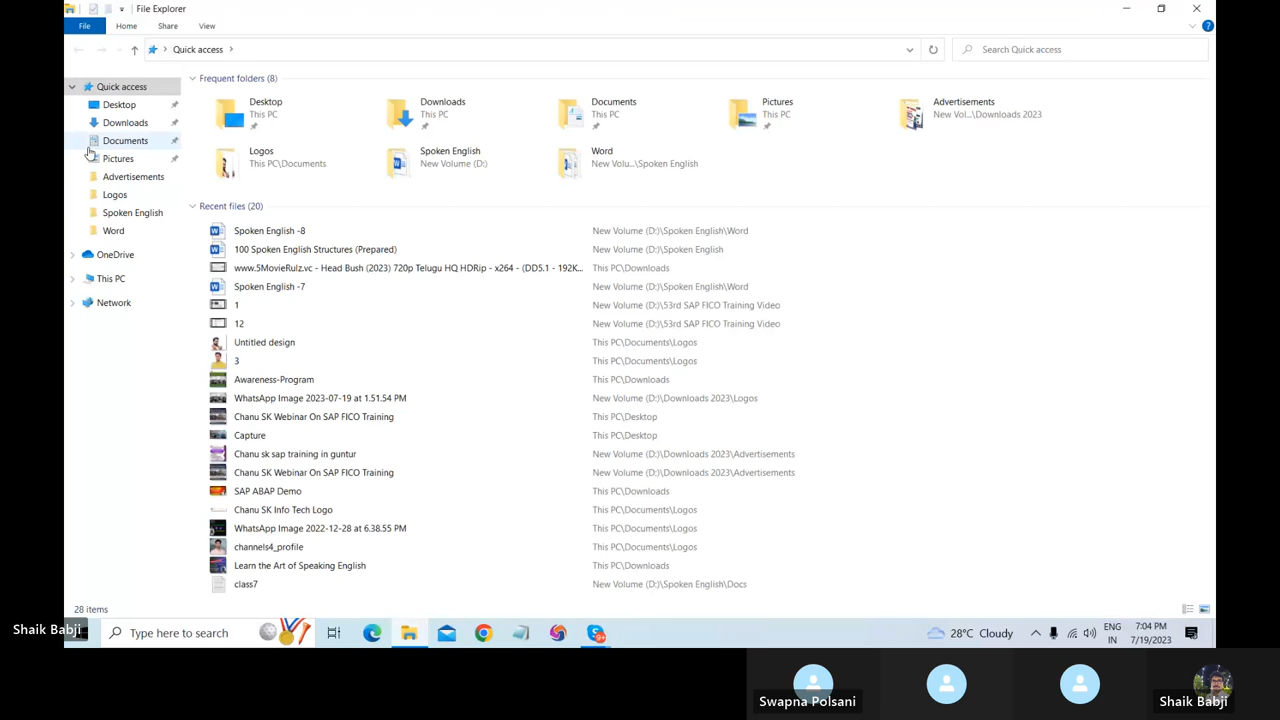 File Explorer
File Home Share View
Quick access
Search Quick access
Quick access
Desktop
Downloads
Documents
Pictures
Advertisements
Logos
Spoken English
Word
OneDrive
This PC
Network
Frequent folders (8)
Desktop
This PC
Downloads
This PC
Documents
This PC
Pictures
This PC
Advertisements
New Vol...\Downloads 2023
Logos
This PC\Documents
Spoken English
New Volume (D:)
Word
New Volu...\Spoken English
Recent files (20)
Spoken English -8 New Volume (D:)\Spoken English\Word
100 Spoken English Structures (Prepared) New Volume (D:)\Spoken English
www.5MovieRulz.vc - Head Bush (2023) 720p Telugu HQ HDRip - x264 - (DD5.1 - 192K... This PC\Downloads
Spoken English -7 New Volume (D:)\Spoken English\Word
1 New Volume (D:)\53rd SAP FICO Training Video
12 New Volume (D:)\53rd SAP FICO Training Video
Untitled design This PC\Documents\Logos
3 This PC\Documents\Logos
Awareness-Program This PC\Downloads
WhatsApp Image 2023-07-19 at 1.51.54 PM New Volume (D:)\Downloads 2023\Logos
Chanu SK Webinar On SAP FICO Training This PC\Desktop
Capture This PC\Desktop
Chanu sk sap training in guntur New Volume (D:)\Downloads 2023\Advertisements
Chanu SK Webinar On SAP FICO Training New Volume (D:)\Downloads 2023\Advertisements
SAP ABAP Demo This PC\Downloads
Chanu SK Info Tech Logo This PC\Documents\Logos
WhatsApp Image 2022-12-28 at 6.38.55 PM This PC\Documents\Logos
channels4_profile This PC\Documents\Logos
Learn the Art of Speaking English This PC\Downloads
class7 New Volume (D:)\Spoken English\Docs
28 items
Shaik Babji
Type here to search
28°C Cloudy
ENG
IN
7:04 PM
7/19/2023
Swapna Polsani
Shaik Babji